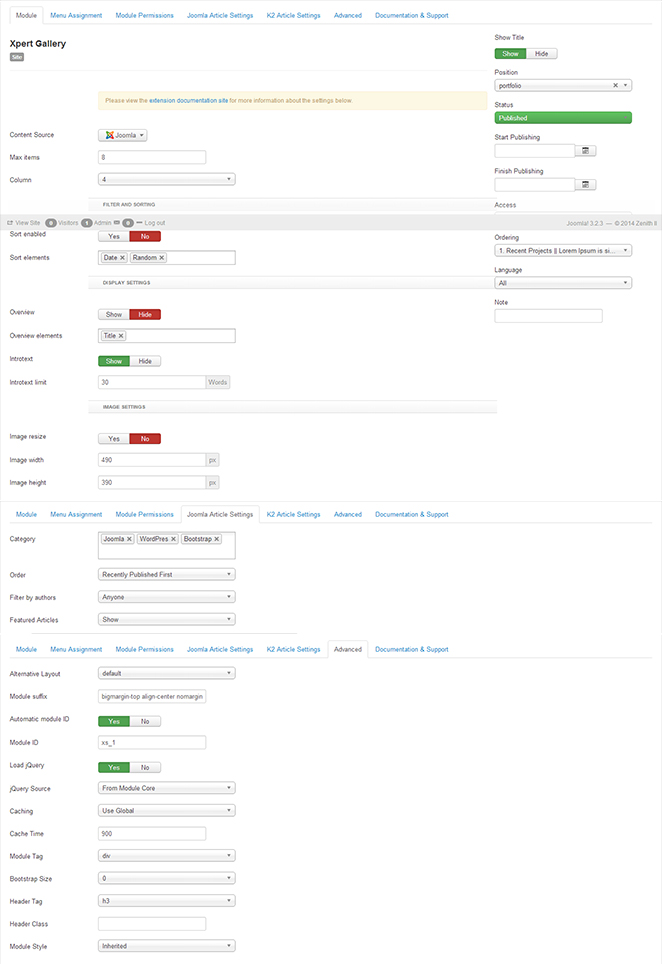 Module Menu Assignment Module Permissions Joomla Article Settings K2 Article Settings Advanced Documentation & Support
Xpert Gallery
Site
Please view the extension documentation site for more information about the settings below
Content Source Joomla
Max items 8
Column 4
FILTER AND SORTING
Show Title
Show Hide
Position
portfolio
Status
Published
Start Publishing
Finish Publishing
Access
View Site 0 Visitors 1 Admin 0 Log out Joomla! 3.2.3 — © 2014 Zenith II
Sort enabled Yes No
Sort elements Date Random
DISPLAY SETTINGS
Overview Show Hide
Overview elements Title
Introtext Show Hide
Introtext limit 30 Words
IMAGE SETTINGS
Image resize Yes No
Image width 490 px
Image height 390 px
Ordering
1. Recent Projects || Lorem Ipsum is si...
Language
All
Note
Module Menu Assignment Module Permissions Joomla Article Settings K2 Article Settings Advanced Documentation & Support
Category Joomla WordPres Bootstrap
Order Recently Published First
Filter by authors Anyone
Featured Articles Show
Module Menu Assignment Module Permissions Joomla Article Settings K2 Article Settings Advanced Documentation & Support
Alternative Layout default
Module suffix bigmargin-top align-center nomargin
Automatic module ID Yes No
Module ID xs_1
Load jQuery Yes No
jQuery Source From Module Core
Caching Use Global
Cache Time 900
Module Tag div
Bootstrap Size 0
Header Tag h3
Header Class
Module Style Inherited